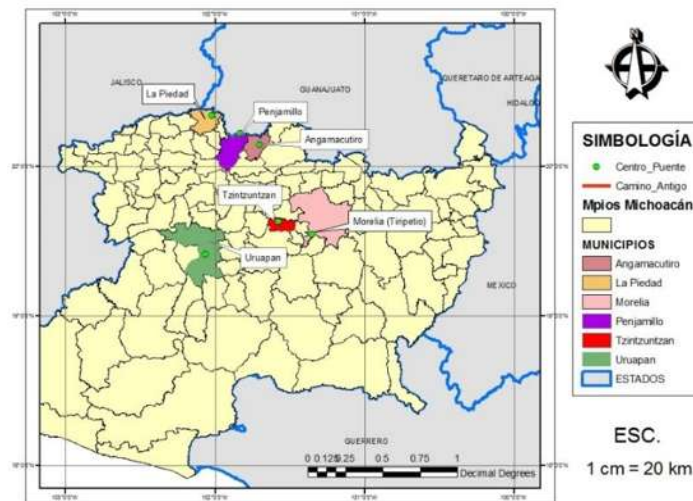 JALISCO
GUANAJUATO
QUERETARO DE ARTEAGA
HIDALGO
La Piedad
Penjamillo
Angamacutiro
Tzintzuntzan
Morelia (Tiripetio)
Uruapan
MEXICO
GUERRERO
0 0.125 0.25 0.5 0.75 1
Decimal Degrees
SIMBOLOGÍA
Centro_Puente
Camino_Antigo
Mpios Michoacán
MUNICIPIOS
Angamacutiro
La Piedad
Morelia
Penjamillo
Tzintzuntzan
Uruapan
ESTADOS
ESC.
1 cm = 20 km